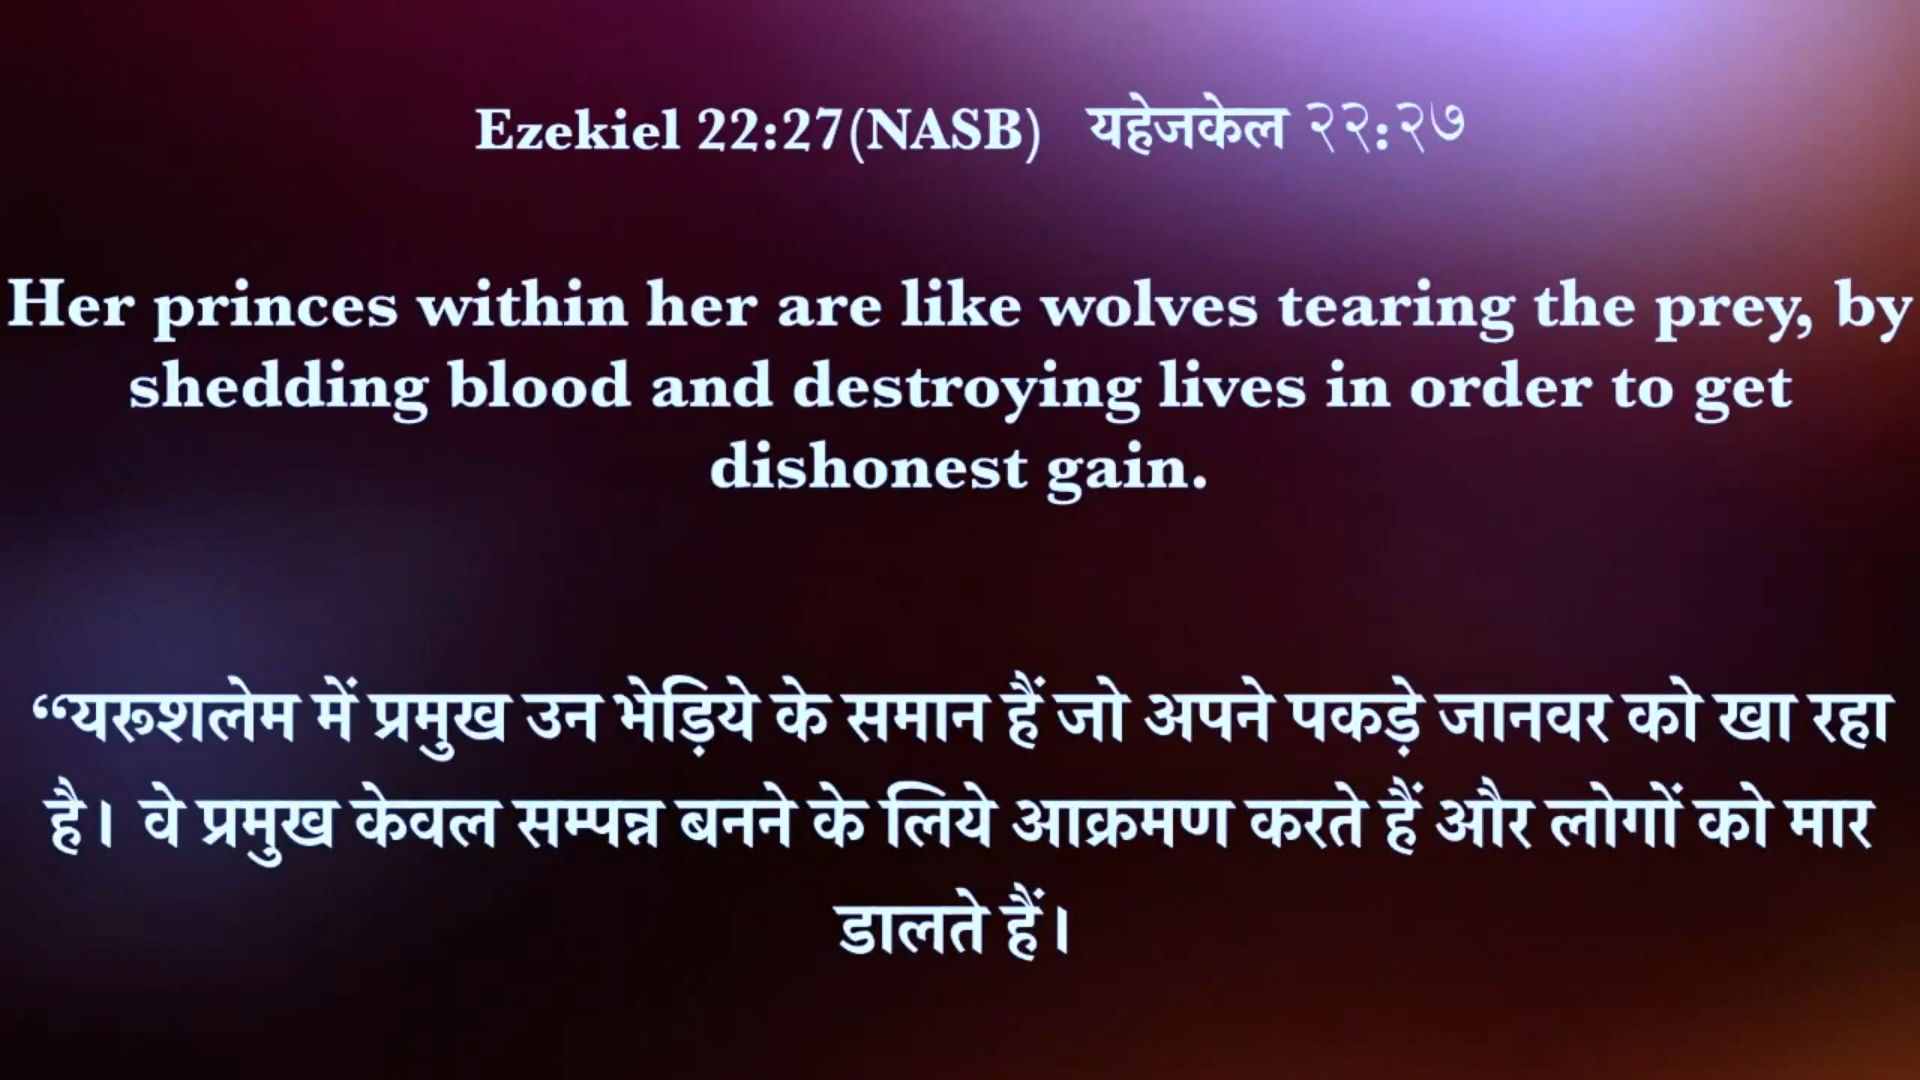 Ezekiel 22:27(NASB) यहेजकेल २२:२७
Her princes within her are like wolves tearing the prey, by
shedding blood and destroying lives in order to get
dishonest gain.
“यरूशलेम में प्रमुख उन भेड़िये के समान हैं जो अपने पकड़े जानवर को खा रहा
है। वे प्रमुख केवल सम्पन्न बनने के लिये आक्रमण करते हैं और लोगों को मार
डालते हैं।